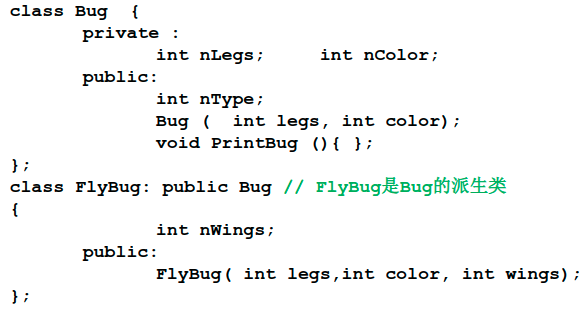 class Bug {
private :
int nLegs; int nColor;
public:
int nType;
Bug ( int legs, int color);
void PrintBug (){ };
};
class FlyBug: public Bug // FlyBug是Bug的派生类
{
int nWings;
public:
FlyBug( int legs,int color, int wings);
};